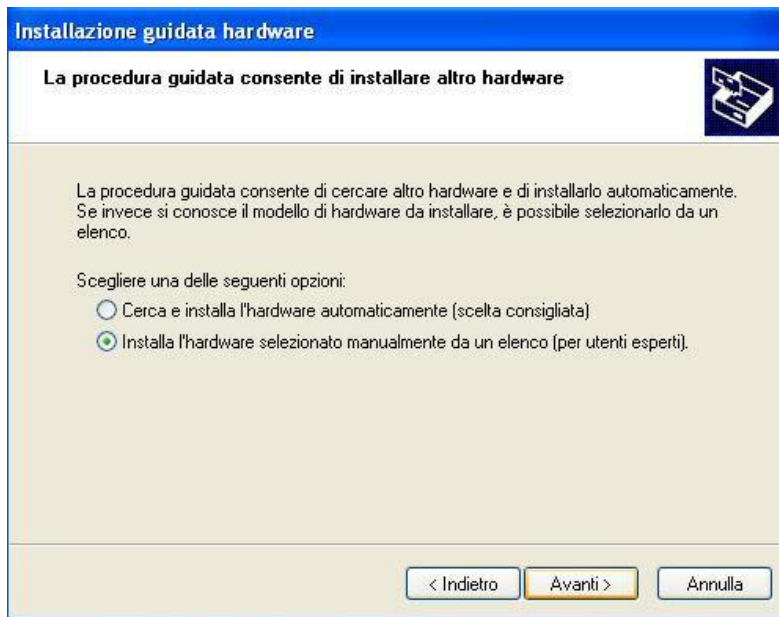 Installazione guidata hardware
La procedura guidata consente di installare altro hardware
La procedura guidata consente di cercare altro hardware e di installarlo automaticamente.
Se invece si conosce il modello di hardware da installare, è possibile selezionarlo da un
elenco.
Scegliere una delle seguenti opzioni:
Cerca e installa l'hardware automaticamente (scelta consigliata)
Installa l'hardware selezionato manualmente da un elenco (per utenti esperti).
< Indietro Avanti > Annulla